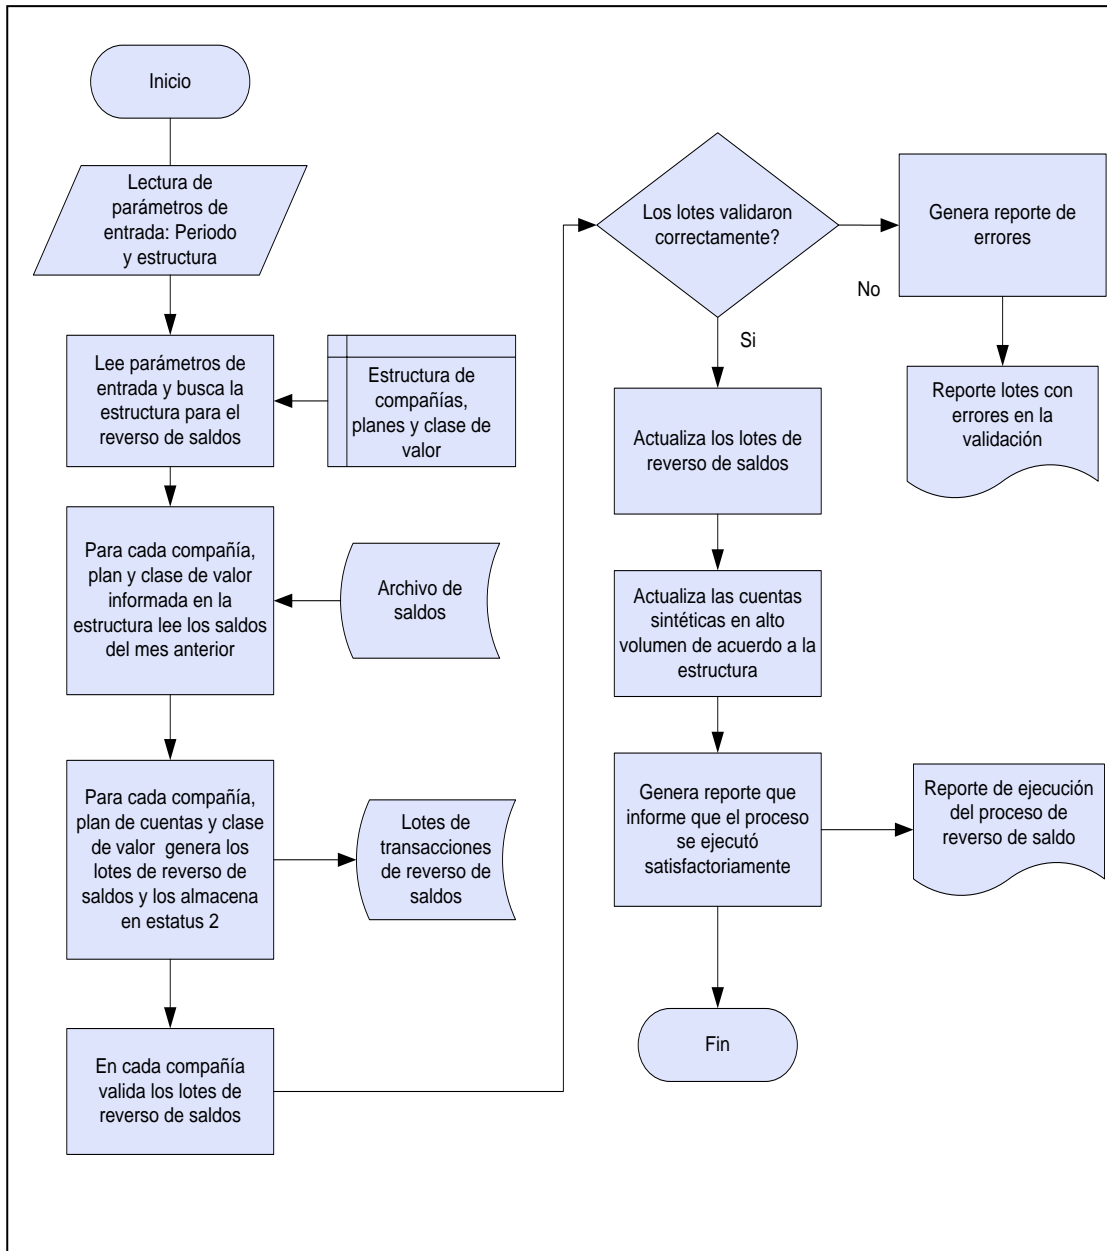 Inicio
Lectura de
parámetros de
entrada: Periodo
y estructura
Lee parámetros de
entrada y busca la
estructura para el
reverso de saldos
Estructura de
compañías,
planes y clase de
valor
Para cada compañía,
plan y clase de valor
informada en la
estructura lee los saldos
del mes anterior
Archivo de
saldos
Para cada compañía,
plan de cuentas y clase
de valor genera los
lotes de reverso de
saldos y los almacena
en estatus 2
Lotes de
transacciones
de reverso de
saldos
En cada compañía
valida los lotes de
reverso de saldos
Los lotes validaron
correctamente?
No
Genera reporte de
errores
Reporte lotes con
errores en la
validación
Si
Actualiza los lotes de
reverso de saldos
Actualiza las cuentas
sintéticas en alto
volumen de acuerdo a la
estructura
Genera reporte que
informe que el proceso
se ejecutó
satisfactoriamente
Reporte de ejecución
del proceso de
reverso de saldo
Fin